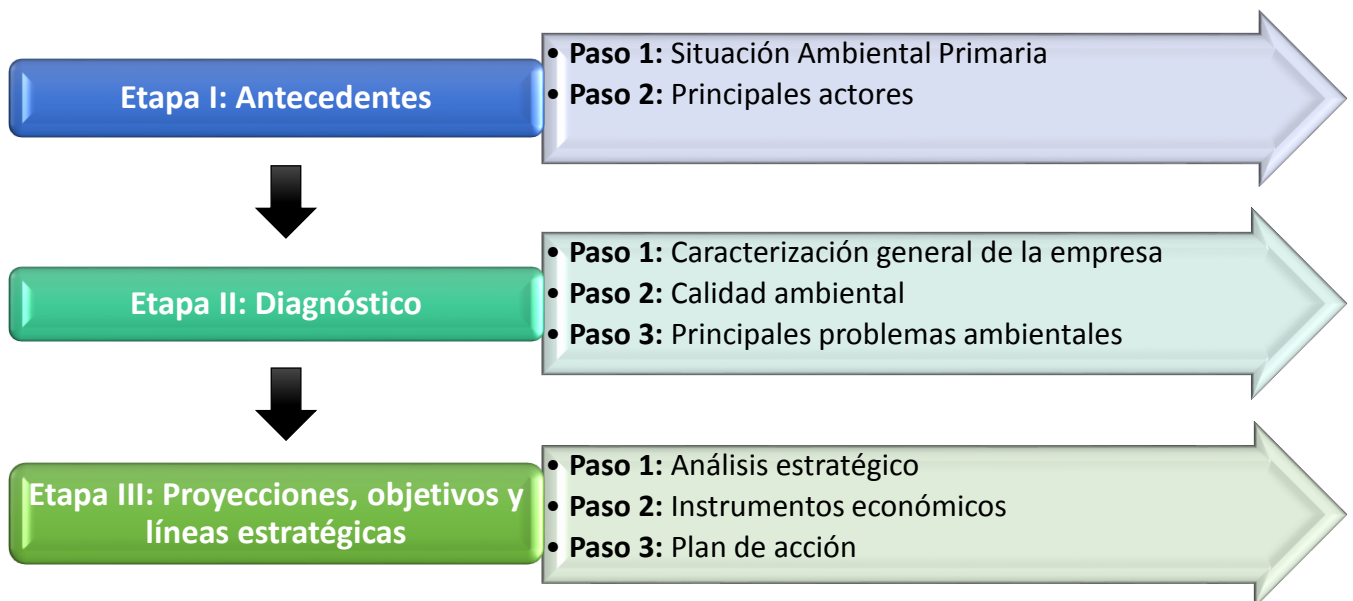 Etapa I: Antecedentes
• Paso 1: Situación Ambiental Primaria
• Paso 2: Principales actores
Etapa II: Diagnóstico
• Paso 1: Caracterización general de la empresa
• Paso 2: Calidad ambiental
• Paso 3: Principales problemas ambientales
Etapa III: Proyecciones, objetivos y
líneas estratégicas
• Paso 1: Análisis estratégico
• Paso 2: Instrumentos económicos
• Paso 3: Plan de acción